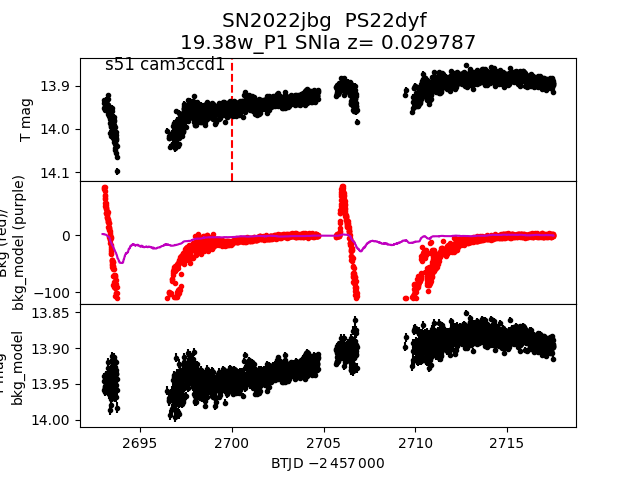 SN2022jbg  PS22dyf
19.38w_P1 SNIa z= 0.029787
s51 cam3ccd1
13.9
14.0
14.1
T mag
0
−100
bkg_model (purple)
13.85
13.90
13.95
14.00
mag
bkg_model
2695
2700
2705
2710
2715
BTJD −2 457 000